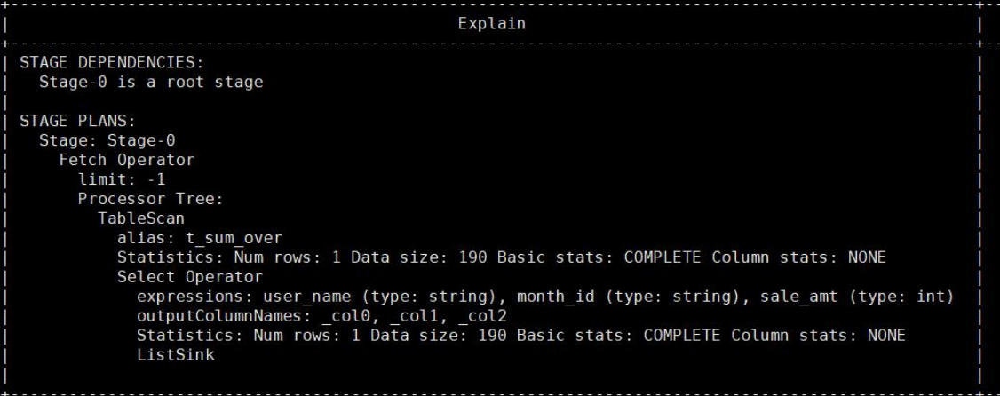 Explain
STAGE DEPENDENCIES:
Stage-0 is a root stage
STAGE PLANS:
Stage: Stage-0
Fetch Operator
limit: -1
Processor Tree:
TableScan
alias: t_sum_over
Statistics: Num rows: 1 Data size: 190 Basic stats: COMPLETE Column stats: NONE
Select Operator
expressions: user_name (type: string), month_id (type: string), sale_amt (type: int)
outputColumnNames: _col0, _col1, _col2
Statistics: Num rows: 1 Data size: 190 Basic stats: COMPLETE Column stats: NONE
ListSink